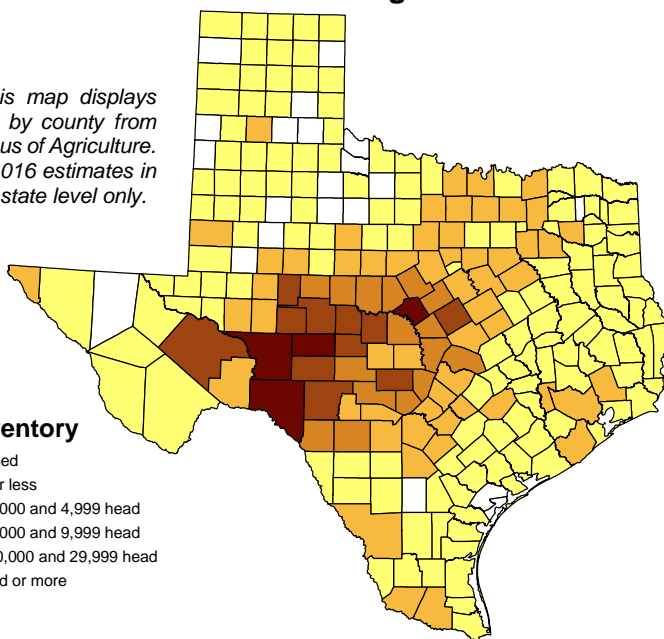 is map displays
by county from
us of Agriculture.
016 estimates in
state level only.
entory
ed
r less
000 and 4,999 head
000 and 9,999 head
0,000 and 29,999 head
d or more